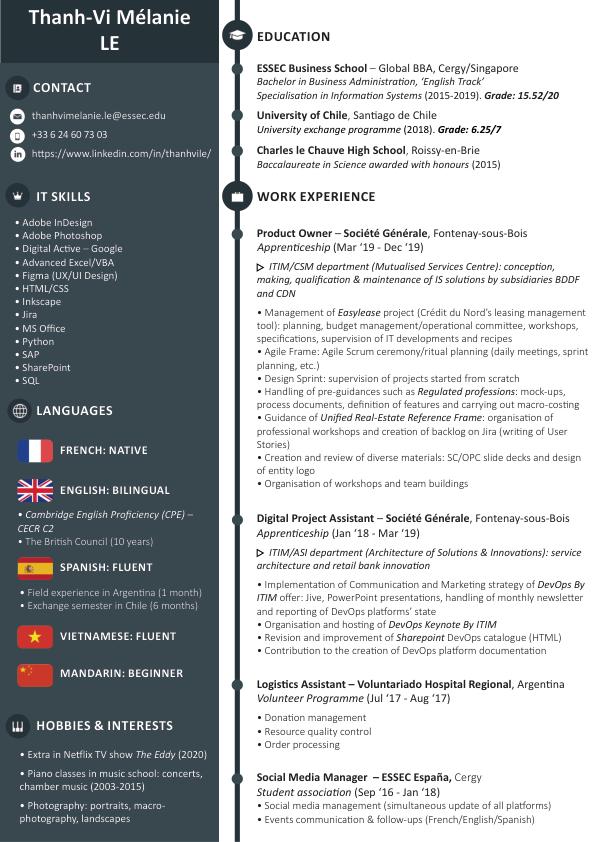 Thanh-Vi Mélanie
LE
CONTACT
thanhvimelanie.le@essec.edu
+33 6 24 60 73 03
https://www.linkedin.com/in/thanhvile/
IT SKILLS
• Adobe InDesign
• Adobe Photoshop
• Digital Active – Google
• Advanced Excel/VBA
• Figma (UX/UI Design)
• HTML/CSS
• Inkscape
• Jira
• MS Office
• Python
• SAP
• SharePoint
• SQL
LANGUAGES
FRENCH: NATIVE
ENGLISH: BILINGUAL
• Cambridge English Proficiency (CPE) –
CECR C2
• The British Council (10 years)
SPANISH: FLUENT
• Field experience in Argentina (1 month)
• Exchange semester in Chile (6 months)
VIETNAMESE: FLUENT
MANDARIN: BEGINNER
HOBBIES & INTERESTS
• Extra in Netflix TV show The Eddy (2020)
• Piano classes in music school: concerts,
chamber music (2003-2015)
• Photography: portraits, macro-
photography, landscapes
EDUCATION
ESSEC Business School – Global BBA, Cergy/Singapore
Bachelor in Business Administration, ‘English Track’
Specialisation in Information Systems (2015-2019). Grade: 15.52/20
University of Chile, Santiago de Chile
University exchange programme (2018). Grade: 6.25/7
Charles le Chauve High School, Roissy-en-Brie
Baccalaureate in Science awarded with honours (2015)
WORK EXPERIENCE
Product Owner – Société Générale, Fontenay-sous-Bois
Apprenticeship (Mar ‘19 - Dec ‘19)
ITIM/CSM department (Mutualised Services Centre): conception,
making, qualification & maintenance of IS solutions by subsidiaries BDDF
and CDN
• Management of Easylease project (Crédit du Nord’s leasing management
tool): planning, budget management/operational committee, workshops,
specifications, supervision of IT developments and recipes
• Agile Frame: Agile Scrum ceremony/ritual planning (daily meetings, sprint
planning, etc.)
• Design Sprint: supervision of projects started from scratch
• Handling of pre-guidances such as Regulated professions: mock-ups,
process documents, definition of features and carrying out macro-costing
• Guidance of Unified Real-Estate Reference Frame: organisation of
professional workshops and creation of backlog on Jira (writing of User
Stories)
• Creation and review of diverse materials: SC/OPC slide decks and design
of entity logo
• Organisation of workshops and team buildings
Digital Project Assistant – Société Générale, Fontenay-sous-Bois
Apprenticeship (Jan ‘18 - Mar ‘19)
ITIM/ASI department (Architecture of Solutions & Innovations): service
architecture and retail bank innovation
• Implementation of Communication and Marketing strategy of DevOps By
ITIM offer: Jive, PowerPoint presentations, handling of monthly newsletter
and reporting of DevOps platforms’ state
• Organisation and hosting of DevOps Keynote By ITIM
• Revision and improvement of Sharepoint DevOps catalogue (HTML)
• Contribution to the creation of DevOps platform documentation
Logistics Assistant – Voluntariado Hospital Regional, Argentina
Volunteer Programme (Jul ‘17 - Aug ‘17)
• Donation management
• Resource quality control
• Order processing
Social Media Manager – ESSEC España, Cergy
Student association (Sep ‘16 - Jan ‘18)
• Social media management (simultaneous update of all platforms)
• Events communication & follow-ups (French/English/Spanish)